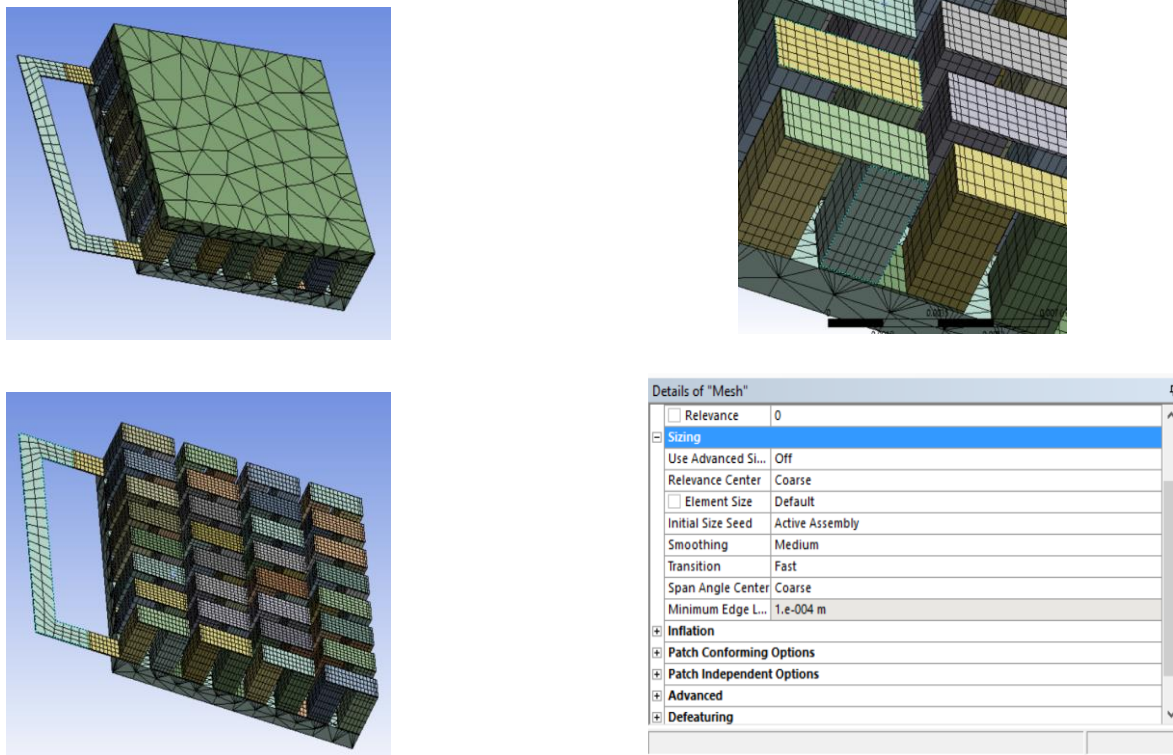 Details of "Mesh"
Relevance 0
Sizing
Use Advanced Si... Off
Relevance Center Coarse
Element Size Default
Initial Size Seed Active Assembly
Smoothing Medium
Transition Fast
Span Angle Center Coarse
Minimum Edge L... 1.e-004 m
Inflation
Patch Conforming Options
Patch Independent Options
Advanced
Defeaturing